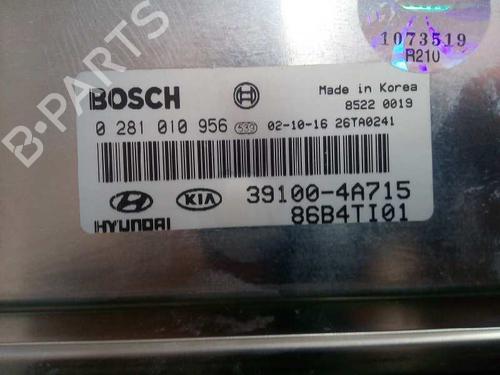 1073519
R210
BOSCH
Made in Korea
8522 0019
0 281 010 956 533 02-10-16 26TA0241
39100-4A715
86B4TI01
HYUNDAI
KIA
B-PARTS